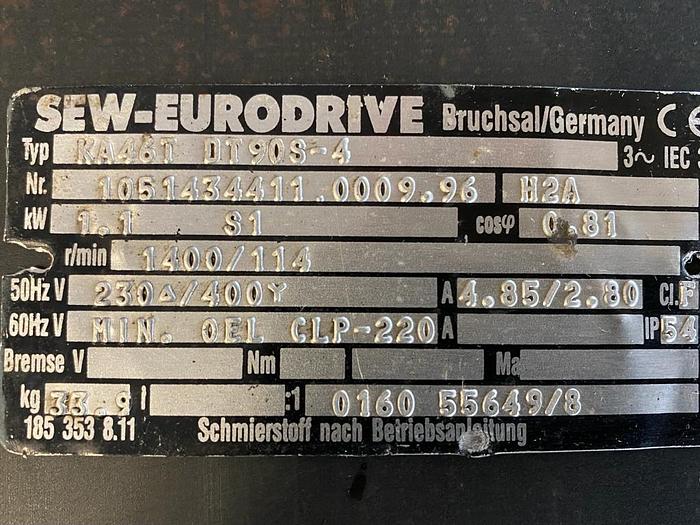 SEW-EURODRIVE Bruchsal/Germany CE
Typ KA46T DT90S-4 3~ IEC
Nr. 1051434411.0009.96 H2A
kW 1.1 S1 cosφ 0.81
r/min 1400/114
50Hz V 230Δ/400Y A 4.85/2.80 Cl. F
60Hz V MIN. OEL CLP-220 A IP 54
Bremse V Nm Ma
kg 33.9 i :1 0160 55649/8
185 353 8.11 Schmierstoff nach Betriebsanleitung